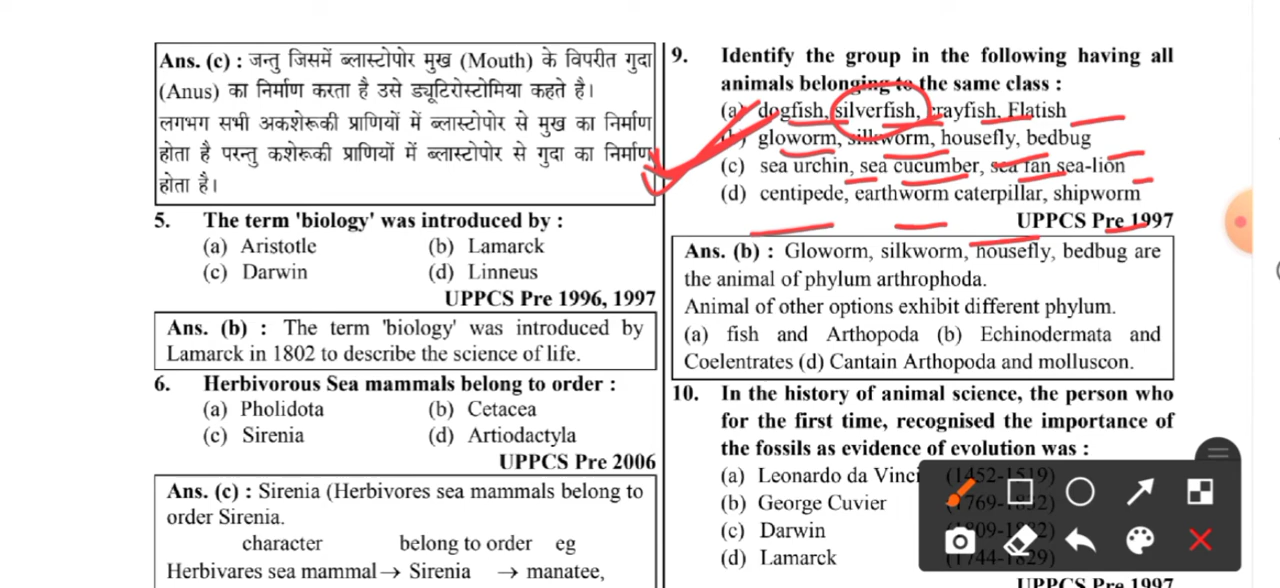 Ans. (c) : जन्तु जिसमें ब्लास्टोपोर मुख (Mouth) के विपरीत गुदा
(Anus) का निर्माण करता है उसे ड्यूटिरोस्टोमिया कहते है।
लगभग सभी अकशेरूकी प्राणियों में ब्लास्टोपोर से मुख का निर्माण
होता है परन्तु कशेरूकी प्राणियों में ब्लास्टोपोर से गुदा का निर्माण
होता है।
5. The term 'biology' was introduced by :
(a) Aristotle (b) Lamarck
(c) Darwin (d) Linneus
UPPCS Pre 1996, 1997
Ans. (b) : The term 'biology' was introduced by
Lamarck in 1802 to describe the science of life.
6. Herbivorous Sea mammals belong to order :
(a) Pholidota (b) Cetacea
(c) Sirenia (d) Artiodactyla
UPPCS Pre 2006
Ans. (c) : Sirenia (Herbivores sea mammals belong to
order Sirenia.
character belong to order eg
Herbivares sea mammal→ Sirenia → manatee,
9. Identify the group in the following having all
animals belonging to the same class :
(a) dogfish, silverfish, crayfish, Flatish
(b) gloworm, silkworm, housefly, bedbug
(c) sea urchin, sea cucumber, sea fan sea-lion
(d) centipede, earthworm caterpillar, shipworm
UPPCS Pre 1997
Ans. (b) : Gloworm, silkworm, housefly, bedbug are
the animal of phylum arthrophoda.
Animal of other options exhibit different phylum.
(a) fish and Arthopoda (b) Echinodermata and
Coelentrates (d) Cantain Arthopoda and molluscon.
10. In the history of animal science, the person who
for the first time, recognised the importance of
the fossils as evidence of evolution was :
(a) Leonardo da Vinci (1452-1519)
(b) George Cuvier
(c) Darwin
(d) Lamarck
UPPCS Pre 1997